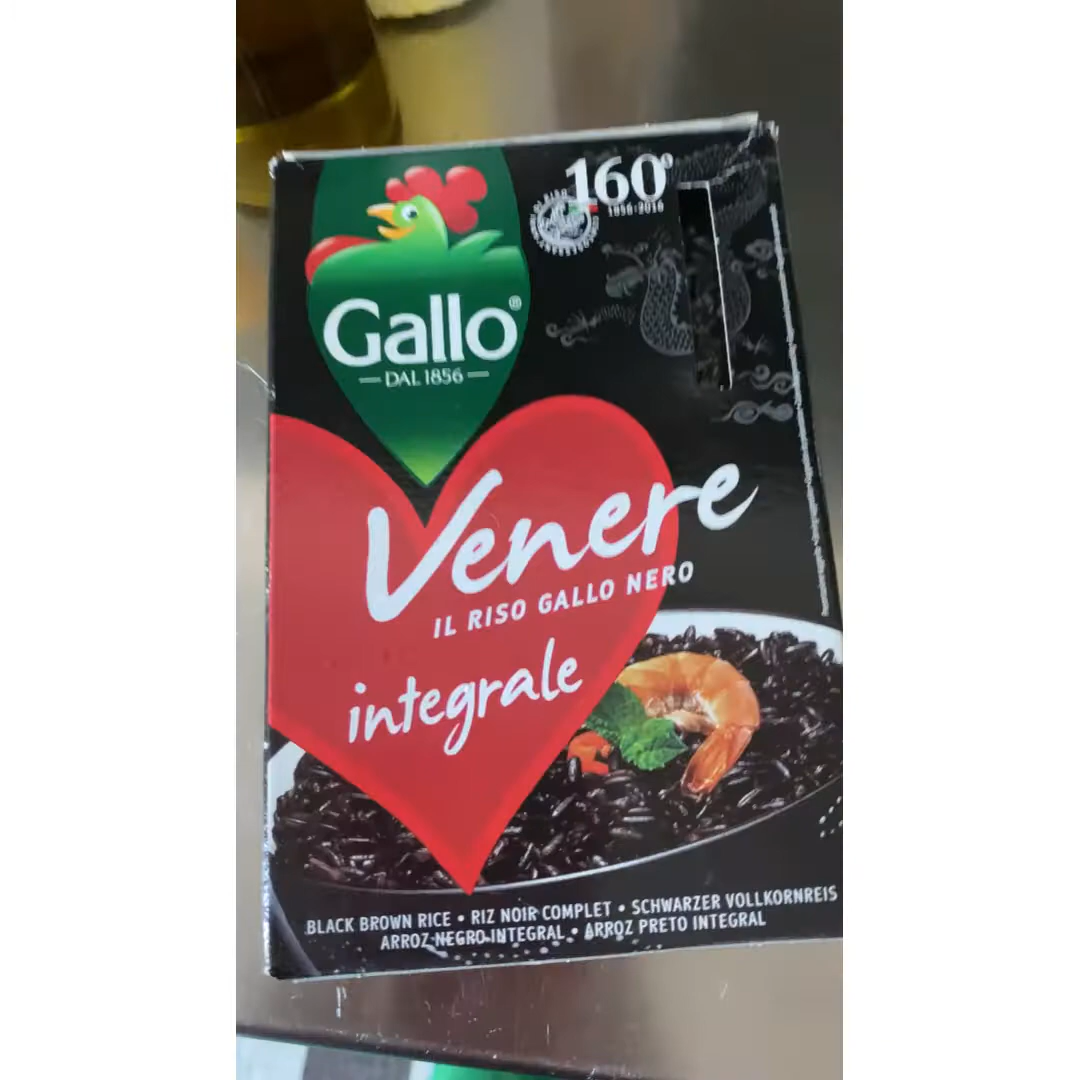 160°
1856-2016
Gallo®
DAL 1856
Venere
IL RISO GALLO NERO
integrale
BLACK BROWN RICE • RIZ NOIR COMPLET • SCHWARZER VOLLKORNREIS
ARROZ NEGRO INTEGRAL • ARROZ PRETO INTEGRAL